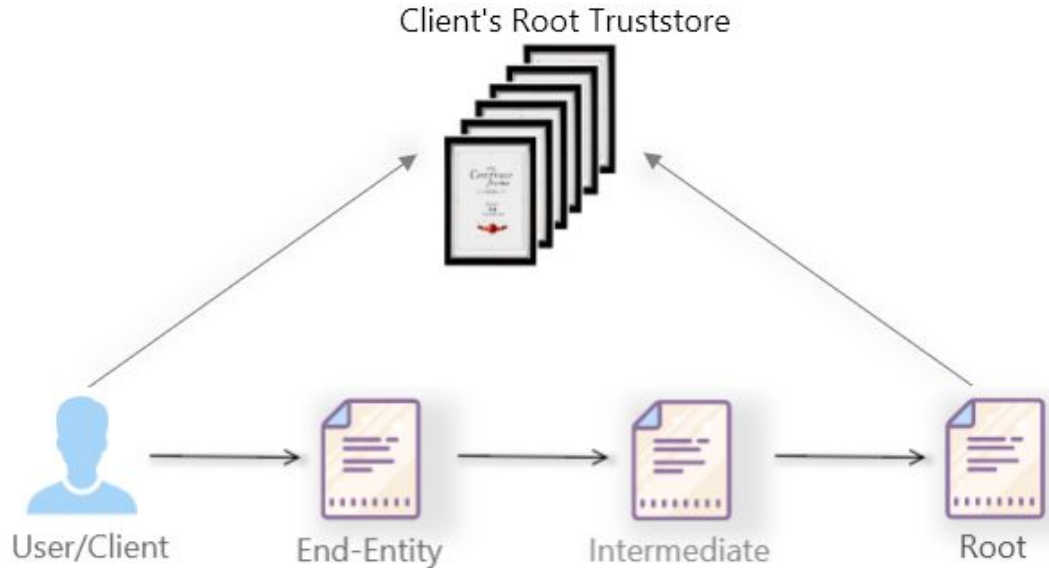 Client's Root Truststore
User/Client
End-Entity
Intermediate
Root